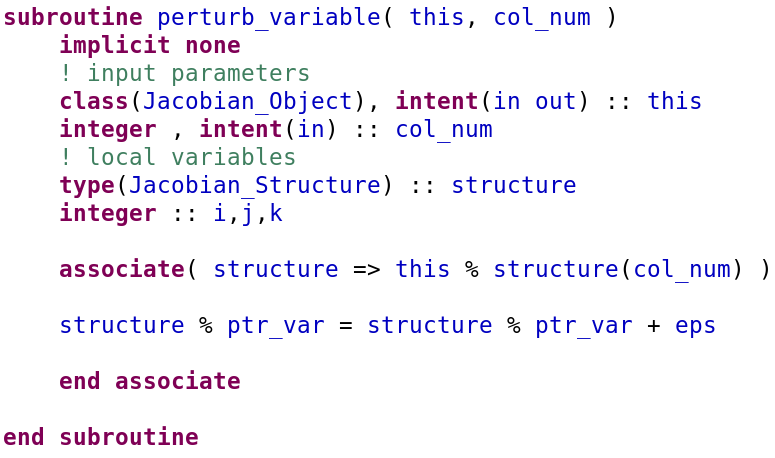 subroutine perturb_variable( this, col_num )
    implicit none
    ! input parameters
    class(Jacobian_Object), intent(in out) :: this
    integer , intent(in) :: col_num
    ! local variables
    type(Jacobian_Structure) :: structure
    integer :: i,j,k
    associate( structure => this % structure(col_num) )
    structure % ptr_var = structure % ptr_var + eps
    end associate
end subroutine